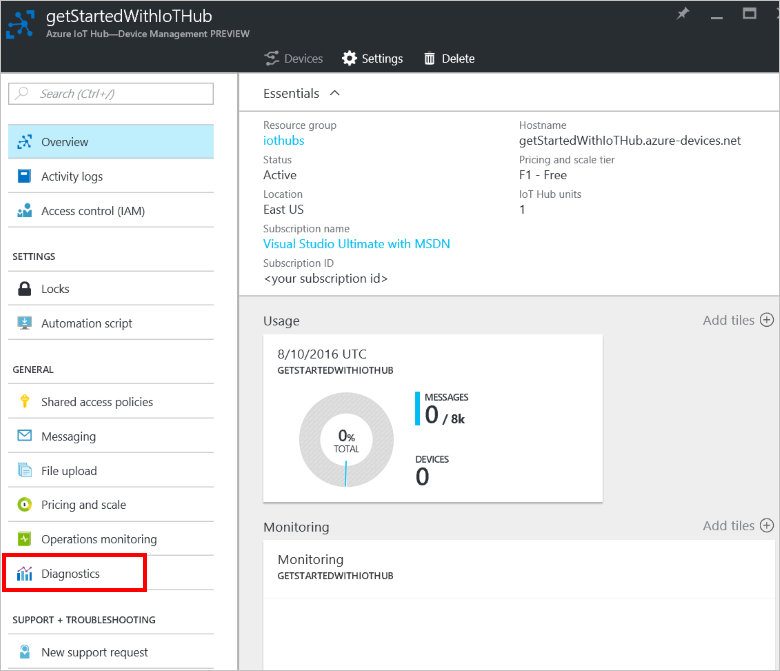 getStartedWithIoTHub
Azure IoT Hub—Device Management PREVIEW
Devices
Settings
Delete
Search (Ctrl+/)
Overview
Activity logs
Access control (IAM)
SETTINGS
Locks
Automation script
GENERAL
Shared access policies
Messaging
File upload
Pricing and scale
Operations monitoring
Diagnostics
SUPPORT + TROUBLESHOOTING
New support request
Essentials
Resource group
iothubs
Status
Active
Location
East US
Subscription name
Visual Studio Ultimate with MSDN
Subscription ID
<your subscription id>
Hostname
getStartedWithIoTHub.azure-devices.net
Pricing and scale tier
F1 - Free
IoT Hub units
1
Usage
Add tiles
8/10/2016 UTC
GETSTARTEDWITHIOTHUB
0%
TOTAL
MESSAGES
0 / 8k
DEVICES
0
Monitoring
Add tiles
Monitoring
GETSTARTEDWITHIOTHUB